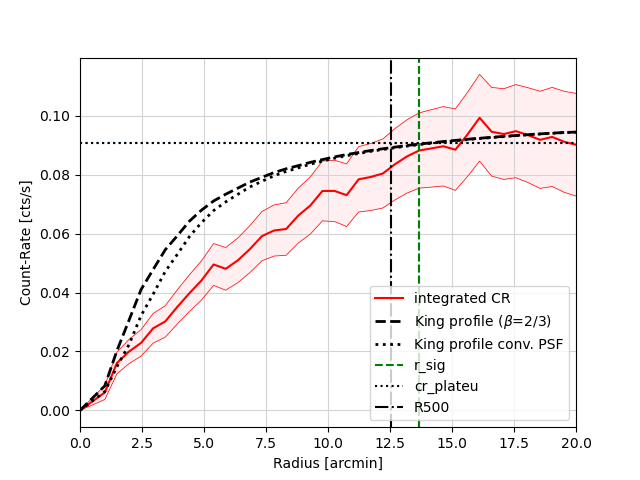 0.10
0.08
0.06
0.04
0.02
0.00
Count-Rate [cts/s]
integrated CR
King profile (β=2/3)
King profile conv. PSF
r_sig
cr_plateu
R500
0.0 2.5 5.0 7.5 10.0 12.5 15.0 17.5 20.0
Radius [arcmin]